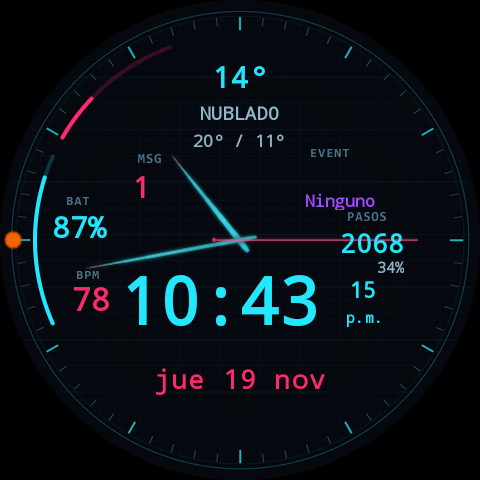 14°
NUBLADO
20° / 11°
EVENT
MSG
1
Ninguno
BAT
87%
PASOS
2068
34%
BPM
78
10:43
15
p.m.
jue 19 nov